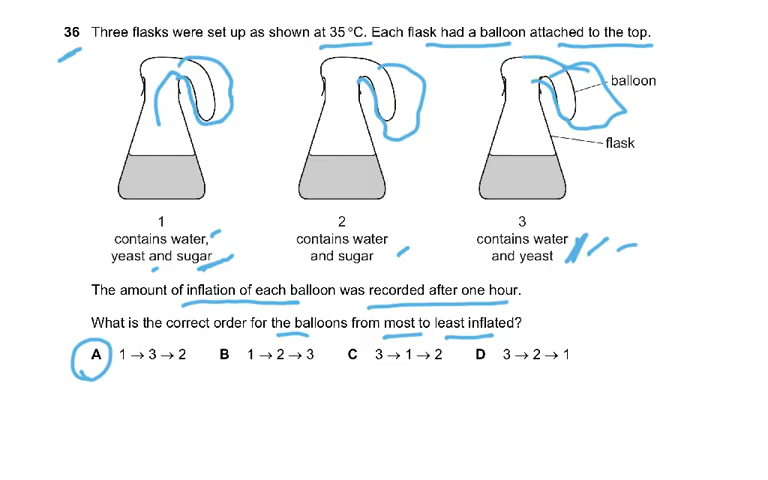 36 Three flasks were set up as shown at 35 °C. Each flask had a balloon attached to the top.
balloon
flask
1 2 3
contains water, contains water contains water
yeast and sugar and sugar and yeast
The amount of inflation of each balloon was recorded after one hour.
What is the correct order for the balloons from most to least inflated?
A 1 → 3 → 2 B 1 → 2 → 3 C 3 → 1 → 2 D 3 → 2 → 1